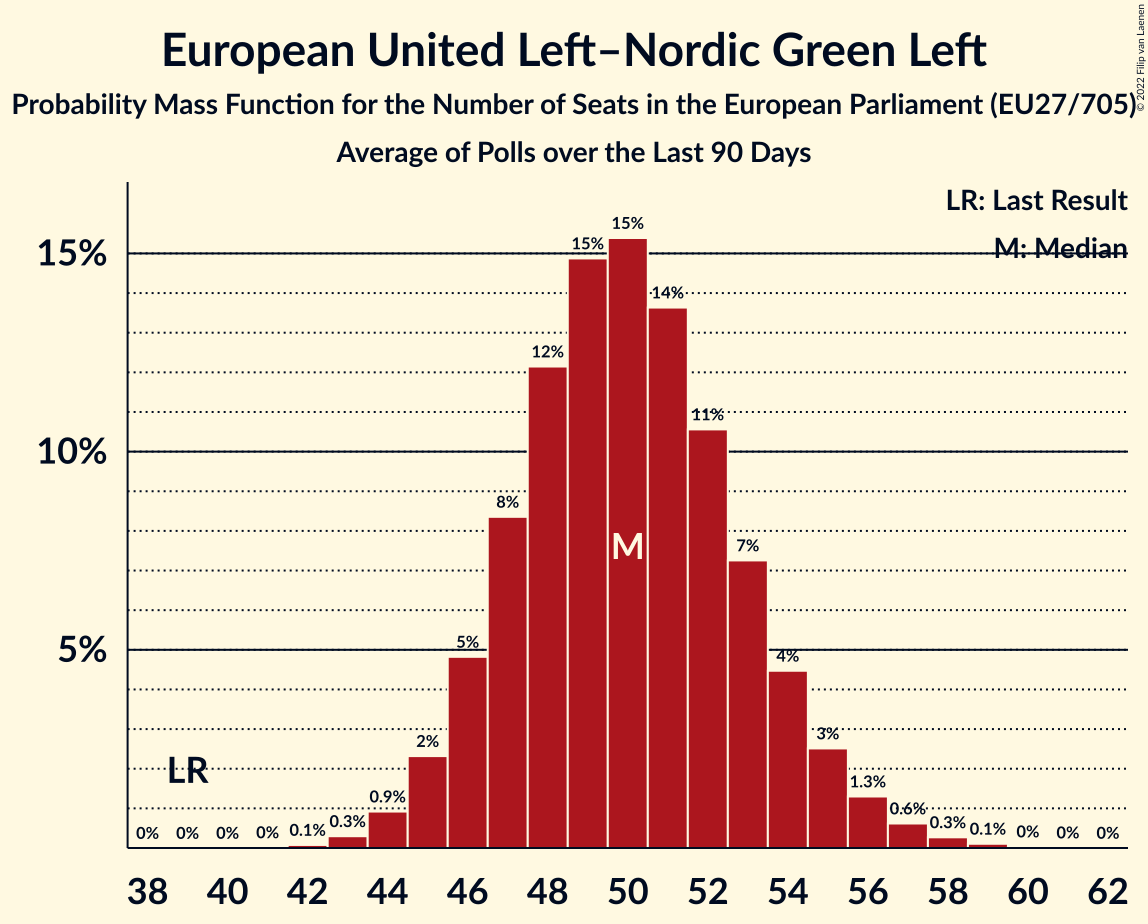 European United Left–Nordic Green Left
Probability Mass Function for the Number of Seats in the European Parliament (EU27/705)
Average of Polls over the Last 90 Days
© 2022 Filip van Laenen
LR: Last Result
M: Median
15%
10%
5%
0% 0% 0% 0% 0.1% 0.3% 0.9% 2% 5% 8% 12% 15% 15% 14% 11% 7% 4% 3% 1.3% 0.6% 0.3% 0.1% 0% 0% 0%
M
LR
38 40 42 44 46 48 50 52 54 56 58 60 62